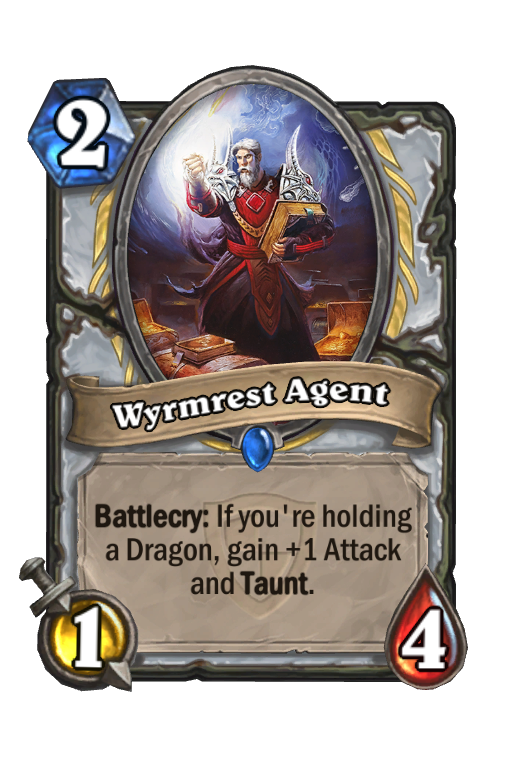 2
Wyrmrest Agent
Battlecry: If you're holding
a Dragon, gain +1 Attack
and Taunt.
1
4